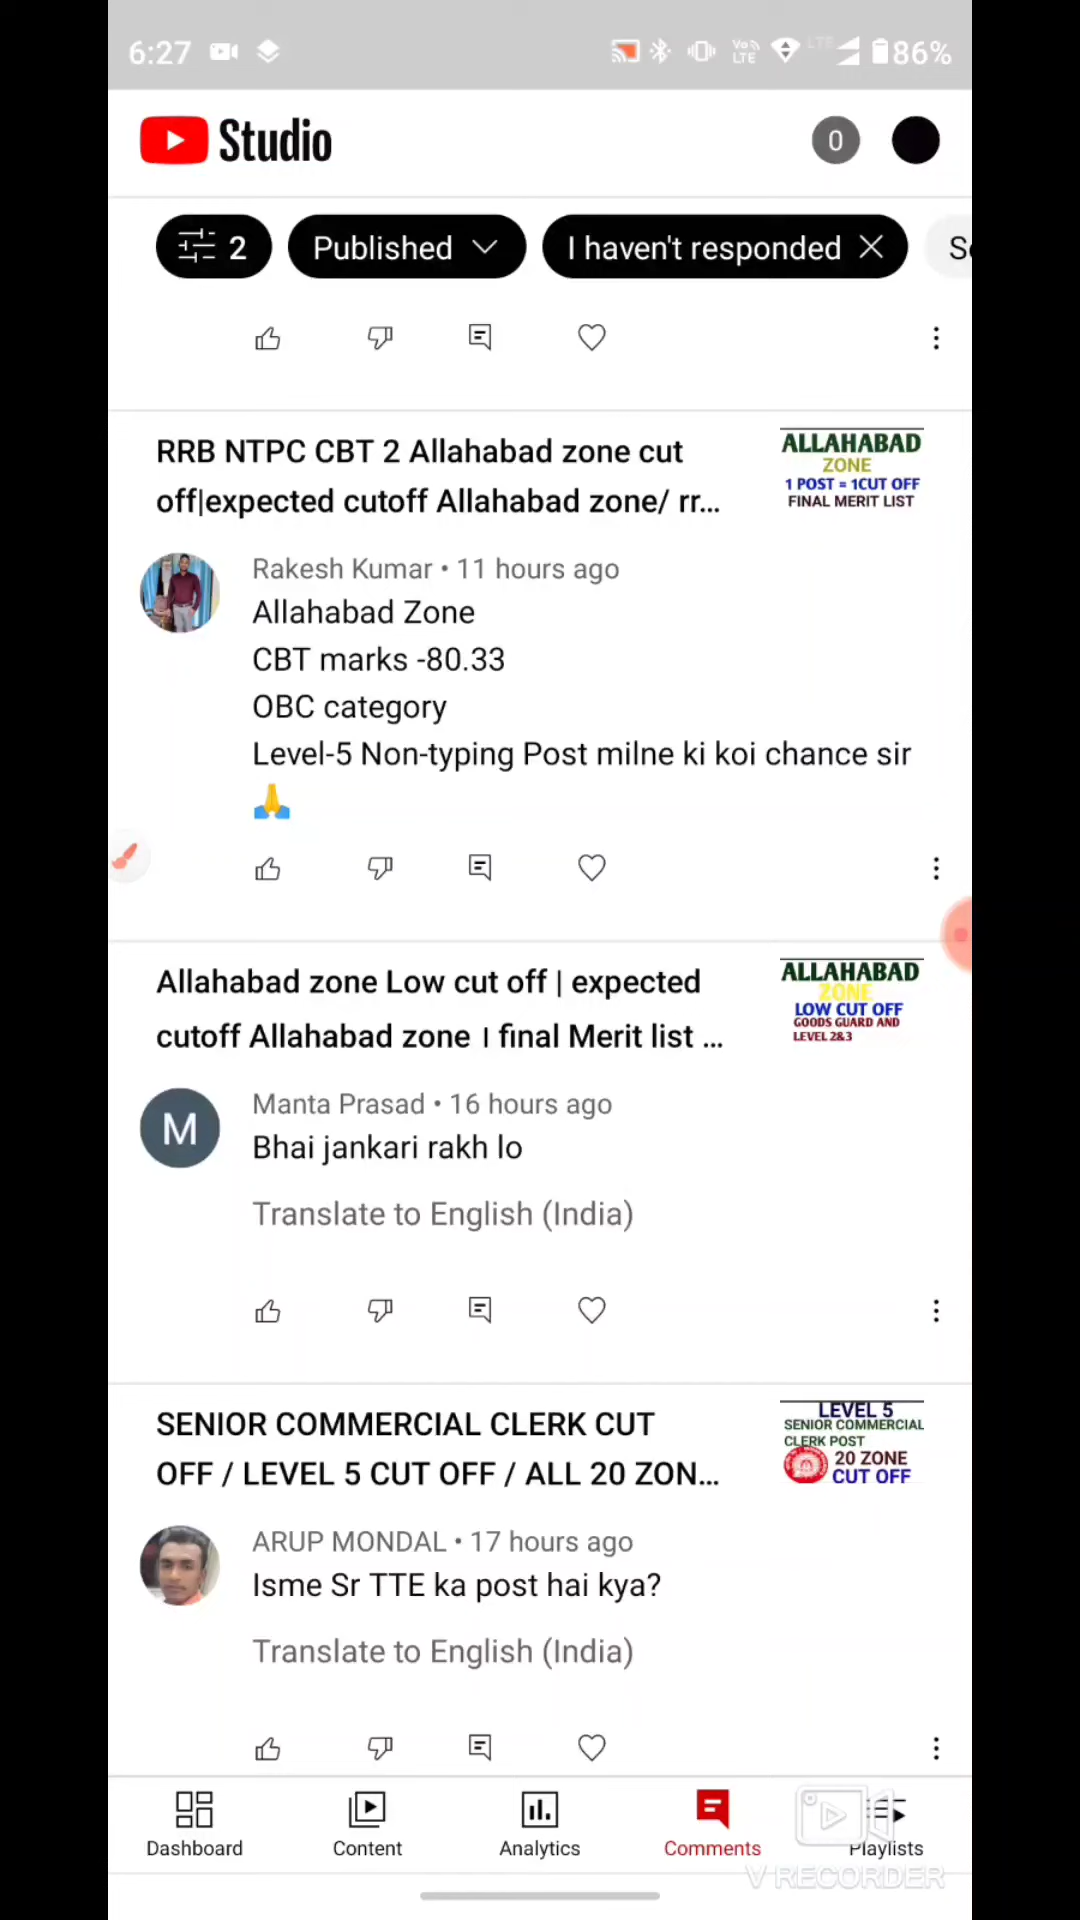 6:27
Vo LTE
LTE
86%
Studio
0
2
Published
I haven't responded
RRB NTPC CBT 2 Allahabad zone cut
off|expected cutoff Allahabad zone/ rr...
ALLAHABAD
ZONE
1 POST = 1CUT OFF
FINAL MERIT LIST
Rakesh Kumar • 11 hours ago
Allahabad Zone
CBT marks -80.33
OBC category
Level-5 Non-typing Post milne ki koi chance sir
🙏
Allahabad zone Low cut off | expected
cutoff Allahabad zone । final Merit list ...
ALLAHABAD
ZONE
LOW CUT OFF
GOODS GUARD AND
LEVEL 2&3
M
Manta Prasad • 16 hours ago
Bhai jankari rakh lo
Translate to English (India)
SENIOR COMMERCIAL CLERK CUT
OFF / LEVEL 5 CUT OFF / ALL 20 ZON...
LEVEL 5
SENIOR COMMERCIAL
CLERK POST
20 ZONE
CUT OFF
ARUP MONDAL • 17 hours ago
Isme Sr TTE ka post hai kya?
Translate to English (India)
Dashboard
Content
Analytics
Comments
Playlists
V RECORDER